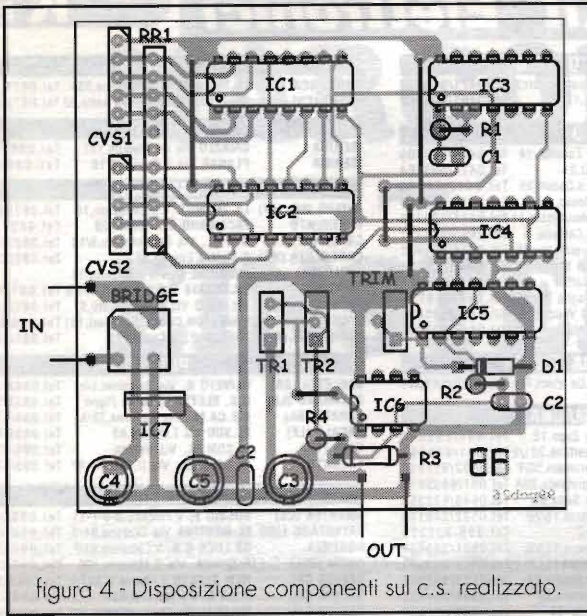 RR1
IC1
IC3
R1
C1
CVS1
IC2
IC4
CVS2
BRIDGE
TRIM
IN
IC5
TR1
TR2
D1
R2
C2
IC6
IC7
R4
R3
C4
C5
C2
C3
EB
OUT
figura 4 - Disposizione componenti sul c.s. realizzato.